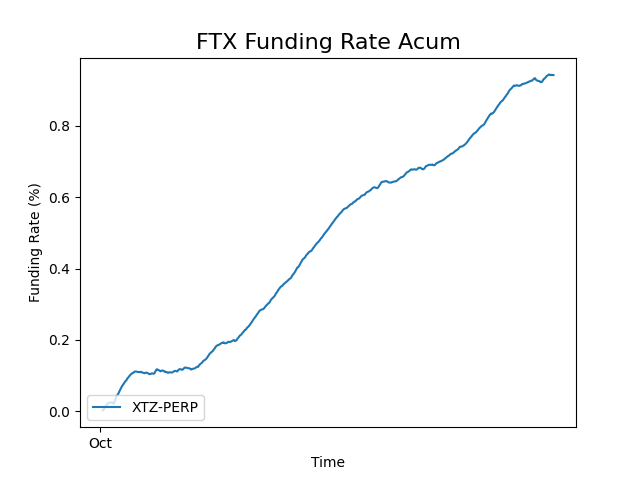 FTX Funding Rate Acum
Funding Rate (%)
0.8
0.6
0.4
0.2
0.0
XTZ-PERP
Oct
Time